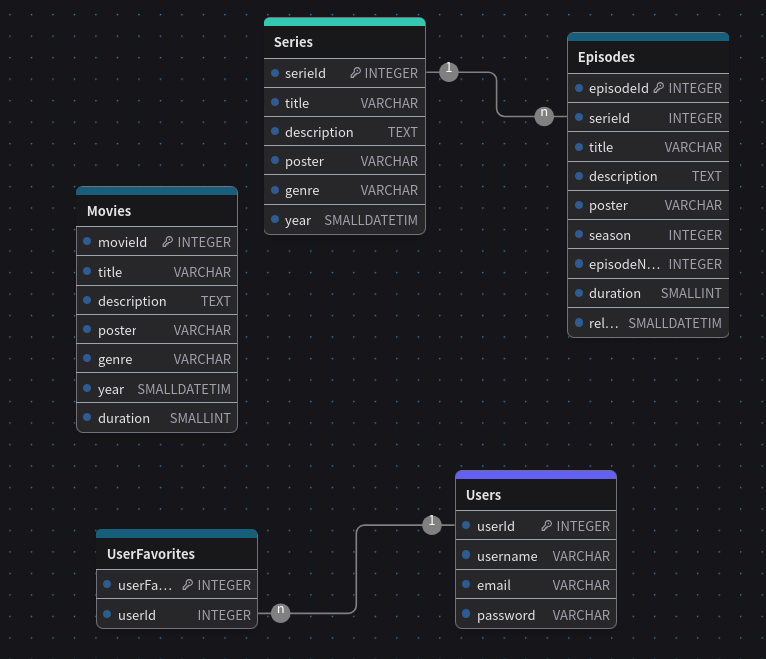 Series
serieId INTEGER
title VARCHAR
description TEXT
poster VARCHAR
genre VARCHAR
year SMALLDATETIM
1
n
Episodes
episodeId INTEGER
serieId INTEGER
title VARCHAR
description TEXT
poster VARCHAR
season INTEGER
episodeN... INTEGER
duration SMALLINT
rel... SMALLDATETIM
Movies
movieId INTEGER
title VARCHAR
description TEXT
poster VARCHAR
genre VARCHAR
year SMALLDATETIM
duration SMALLINT
UserFavorites
userFa... INTEGER
userId INTEGER
n
1
Users
userId INTEGER
username VARCHAR
email VARCHAR
password VARCHAR